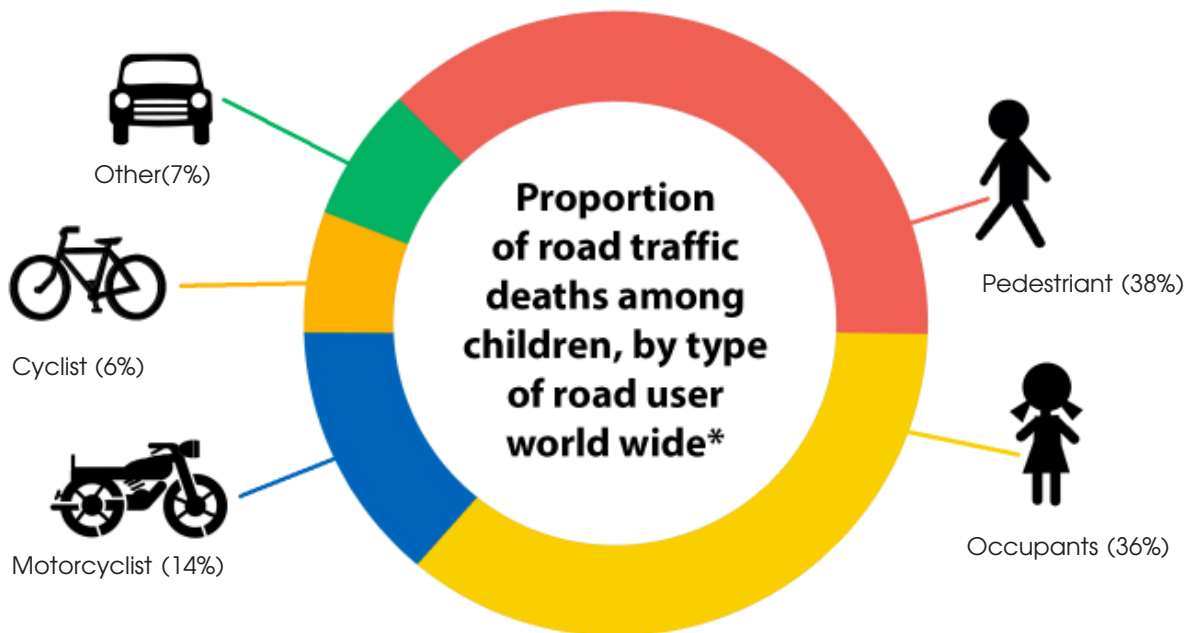 Proportion
of road traffic
deaths among
children, by type
of road user
world wide*
Other(7%)
Cyclist (6%)
Motorcyclist (14%)
Pedestriant (38%)
Occupants (36%)